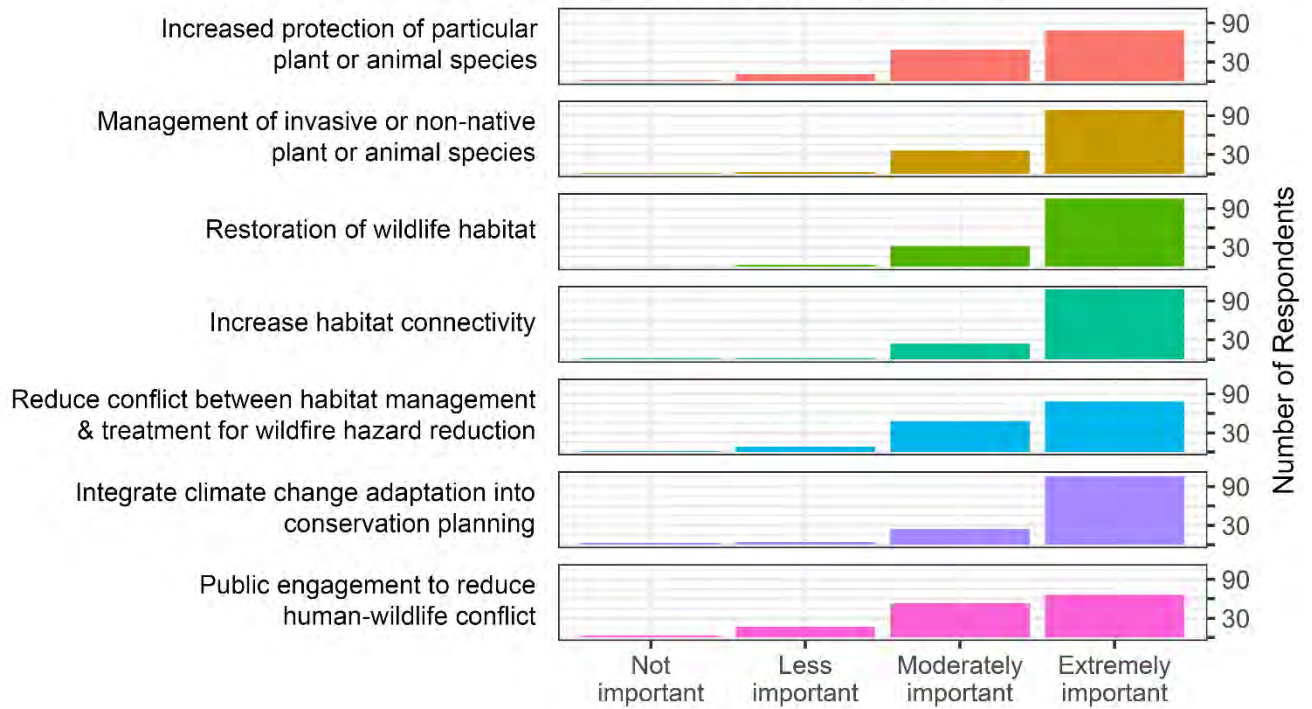 Increased protection of particular
plant or animal species
90
30
Management of invasive or non-native
plant or animal species
90
30
Restoration of wildlife habitat
90
30
Increase habitat connectivity
90
30
Reduce conflict between habitat management
& treatment for wildfire hazard reduction
90
30
Integrate climate change adaptation into
conservation planning
90
30
Public engagement to reduce
human-wildlife conflict
90
30
Number of Respondents
Not
important
Less
important
Moderately
important
Extremely
important